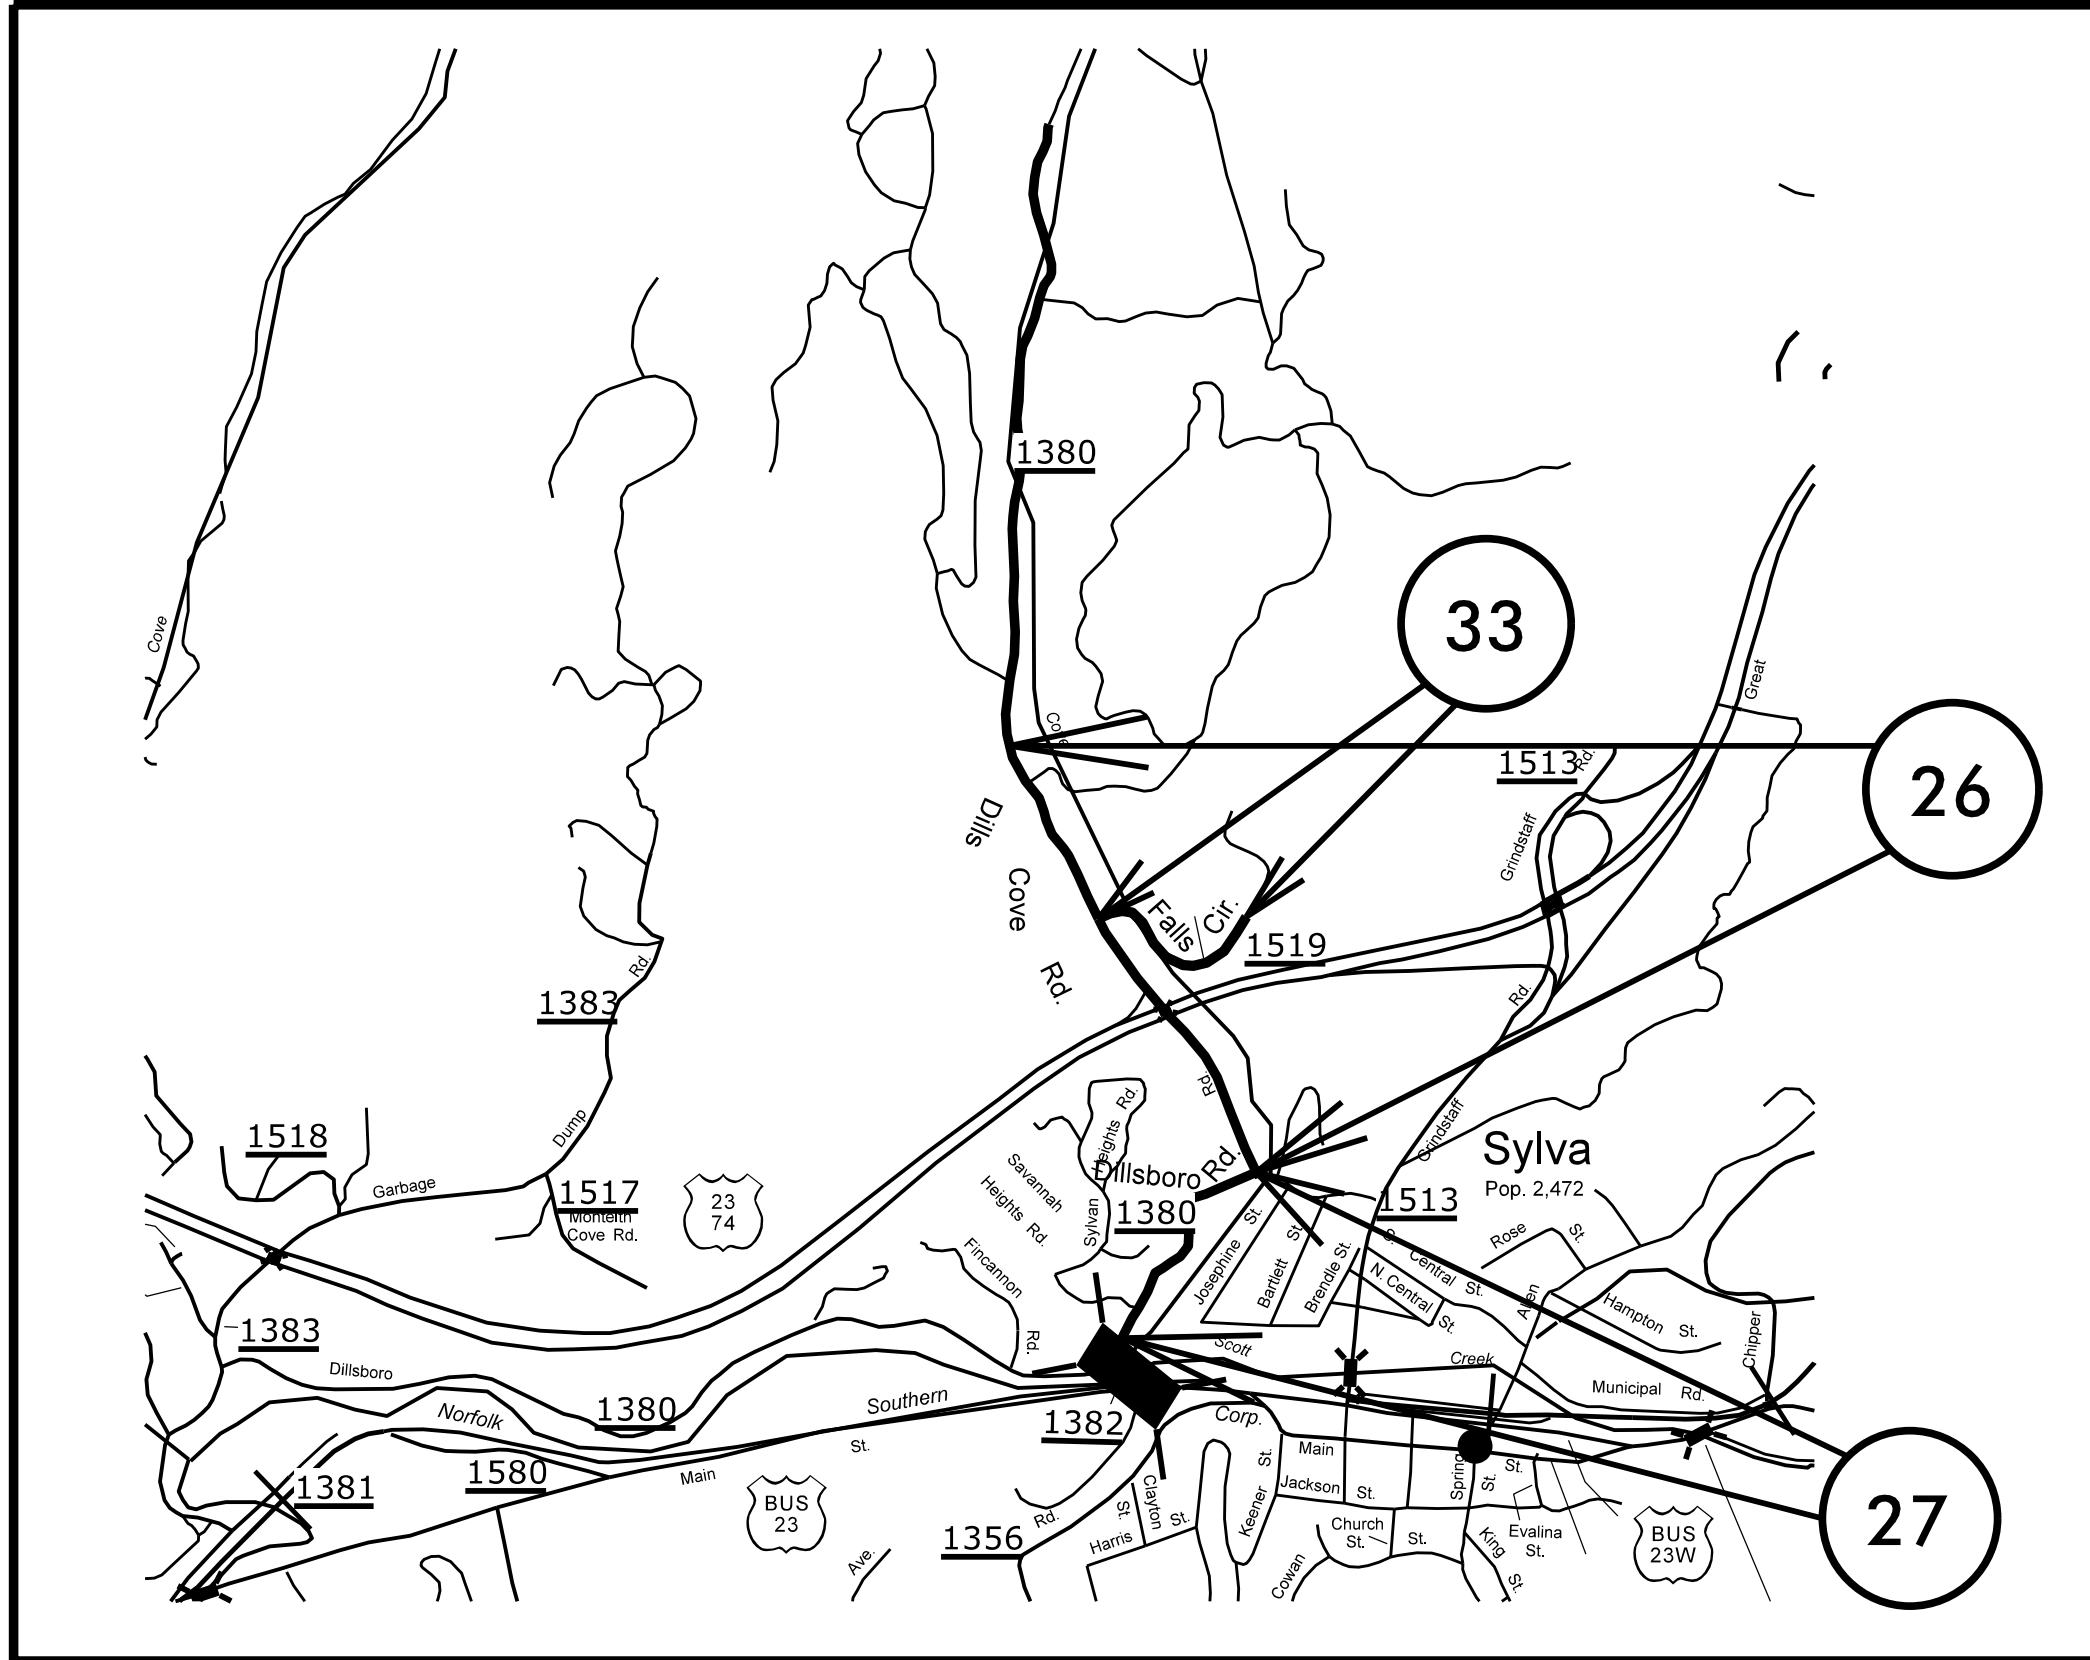 1380
33
Cove
Great
Cove
1513
Rd.
26
Dills
Grindstaff
Cove
Falls
Cir.
1519
Rd.
Rd.
Rd.
1383
Rd.
Heights Rd.
Dump
Grindstaff
1518
Sylva
Pop. 2,472
Dillsboro
Rd.
Savannah
Heights Rd.
Garbage
1517
Monteith
Cove Rd.
23
74
Sylvan
1380
1513
Josephine St.
Bartlett St.
Brendle St.
S. Central St.
N. Central St.
Rose St.
Fincannon
Rd.
Allen
Hampton St.
Chipper
1383
Scott
Creek
Dillsboro
Municipal Rd.
Southern
Norfolk
1380
1382
Corp.
St.
Main
Main
St.
1381
1580
Jackson St.
Spring
St.
BUS
23
Clayton
St.
St.
Harris
Keener
St.
Church
St.
St.
King
St.
Evalina
St.
BUS
23W
27
1356
Rd.
Ave.
Cowan